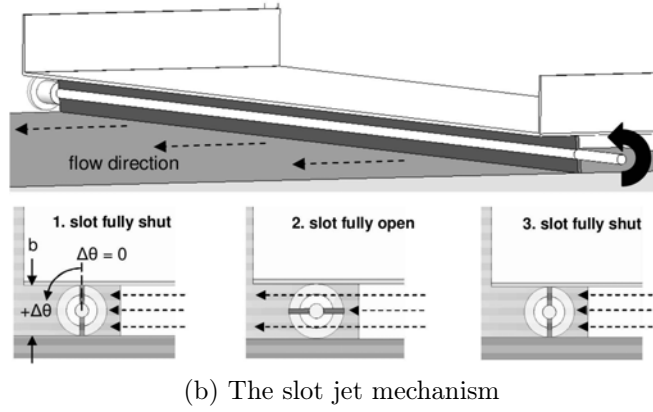 flow direction
1. slot fully shut
2. slot fully open
3. slot fully shut
b
Δθ = 0
+Δθ
(b) The slot jet mechanism